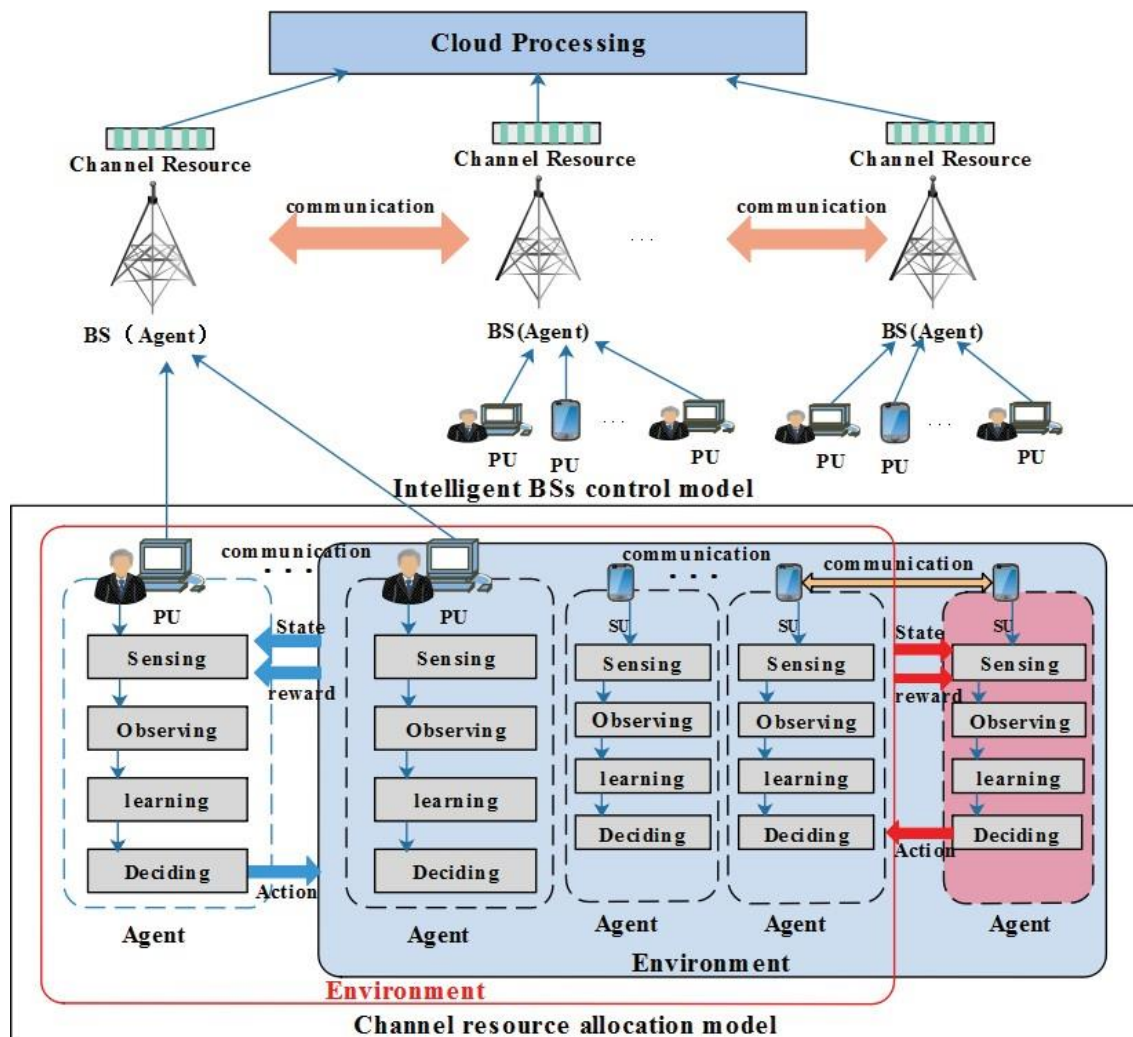 Cloud Processing
Channel Resource
Channel Resource
Channel Resource
communication
communication
. . .
BS（Agent）
BS(Agent)
BS(Agent)
. . .
. . .
PU
PU
PU
PU
PU
PU
Intelligent BSs control model
communication
. . .
communication
. . .
communication
PU
PU
SU
SU
SU
State
reward
State
reward
Sensing
Observing
learning
Deciding
Action
Agent
Sensing
Observing
learning
Deciding
Agent
Sensing
Observing
learning
Deciding
Agent
Sensing
Observing
learning
Deciding
Agent
Sensing
Observing
learning
Deciding
Action
Agent
Environment
Environment
Channel resource allocation model